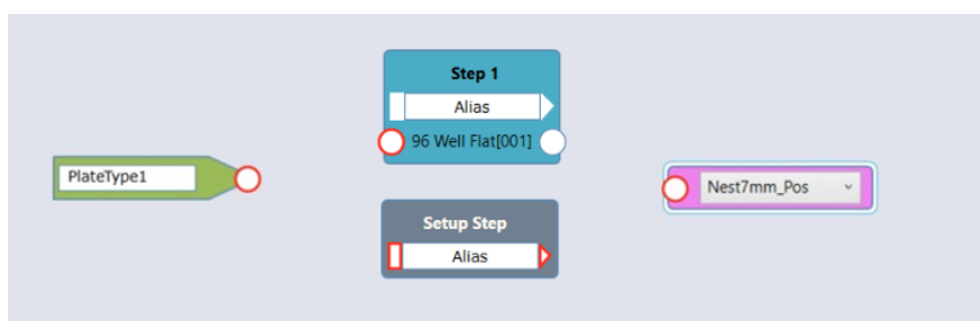 PlateType1
Step 1
Alias
96 Well Flat[001]
Setup Step
Alias
Nest7mm_Pos